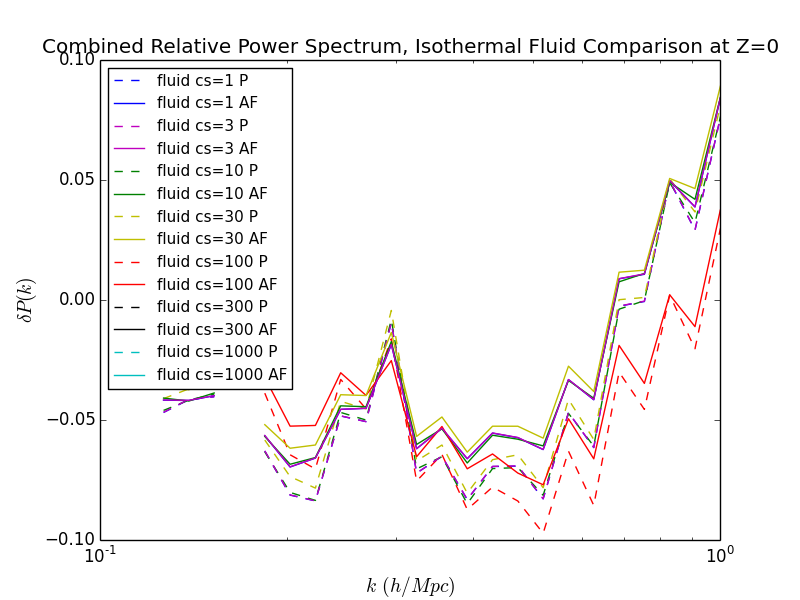 Combined Relative Power Spectrum, Isothermal Fluid Comparison at Z=0
0.10
0.05
0.00
−0.05
−0.10
δP(k)
fluid cs=1 P
fluid cs=1 AF
fluid cs=3 P
fluid cs=3 AF
fluid cs=10 P
fluid cs=10 AF
fluid cs=30 P
fluid cs=30 AF
fluid cs=100 P
fluid cs=100 AF
fluid cs=300 P
fluid cs=300 AF
fluid cs=1000 P
fluid cs=1000 AF
10⁻¹
10⁰
k (h/Mpc)